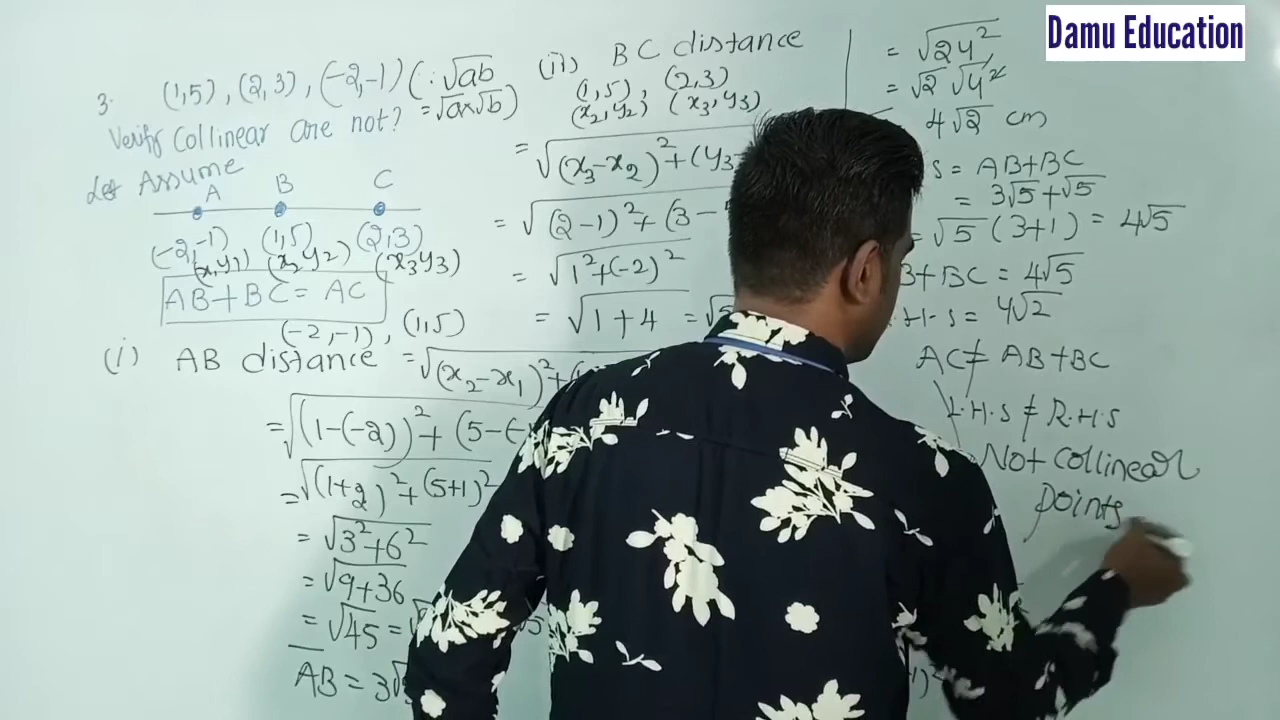 Damu Education
3. (1,5), (2,3), (-2,-1) (∵√ab
=√a×√b)
Verify Collinear are not?
Let Assume
A B C
(-2,-1) (1,5) (2,3)
(x,y1) (x2 y2) (x3 y3)
AB+BC = AC
(-2,-1), (1,5)
(i) AB distance = √(x2-x1)²+(
= √(1-(-2))²+(5-(-
= √(1+2)²+(5+1)²
= √3²+6²
= √9+36
= √45 =
AB = 3√
(ii) BC distance
(1,5), (2,3)
(x2,y2) (x3,y3)
= √(x3-x2)²+(y3
= √(2-1)²+(3-
= √1²+(-2)²
= √1+4 = √5
= √2 4²
= √2 √4²
4√2 cm
S = AB+BC
= 3√5+√5
= √5 (3+1) = 4√5
B+BC = 4√5
.H.S = 4√2
AC ≠ AB+BC
L.H.S ≠ R.H.S
Not collinear
points